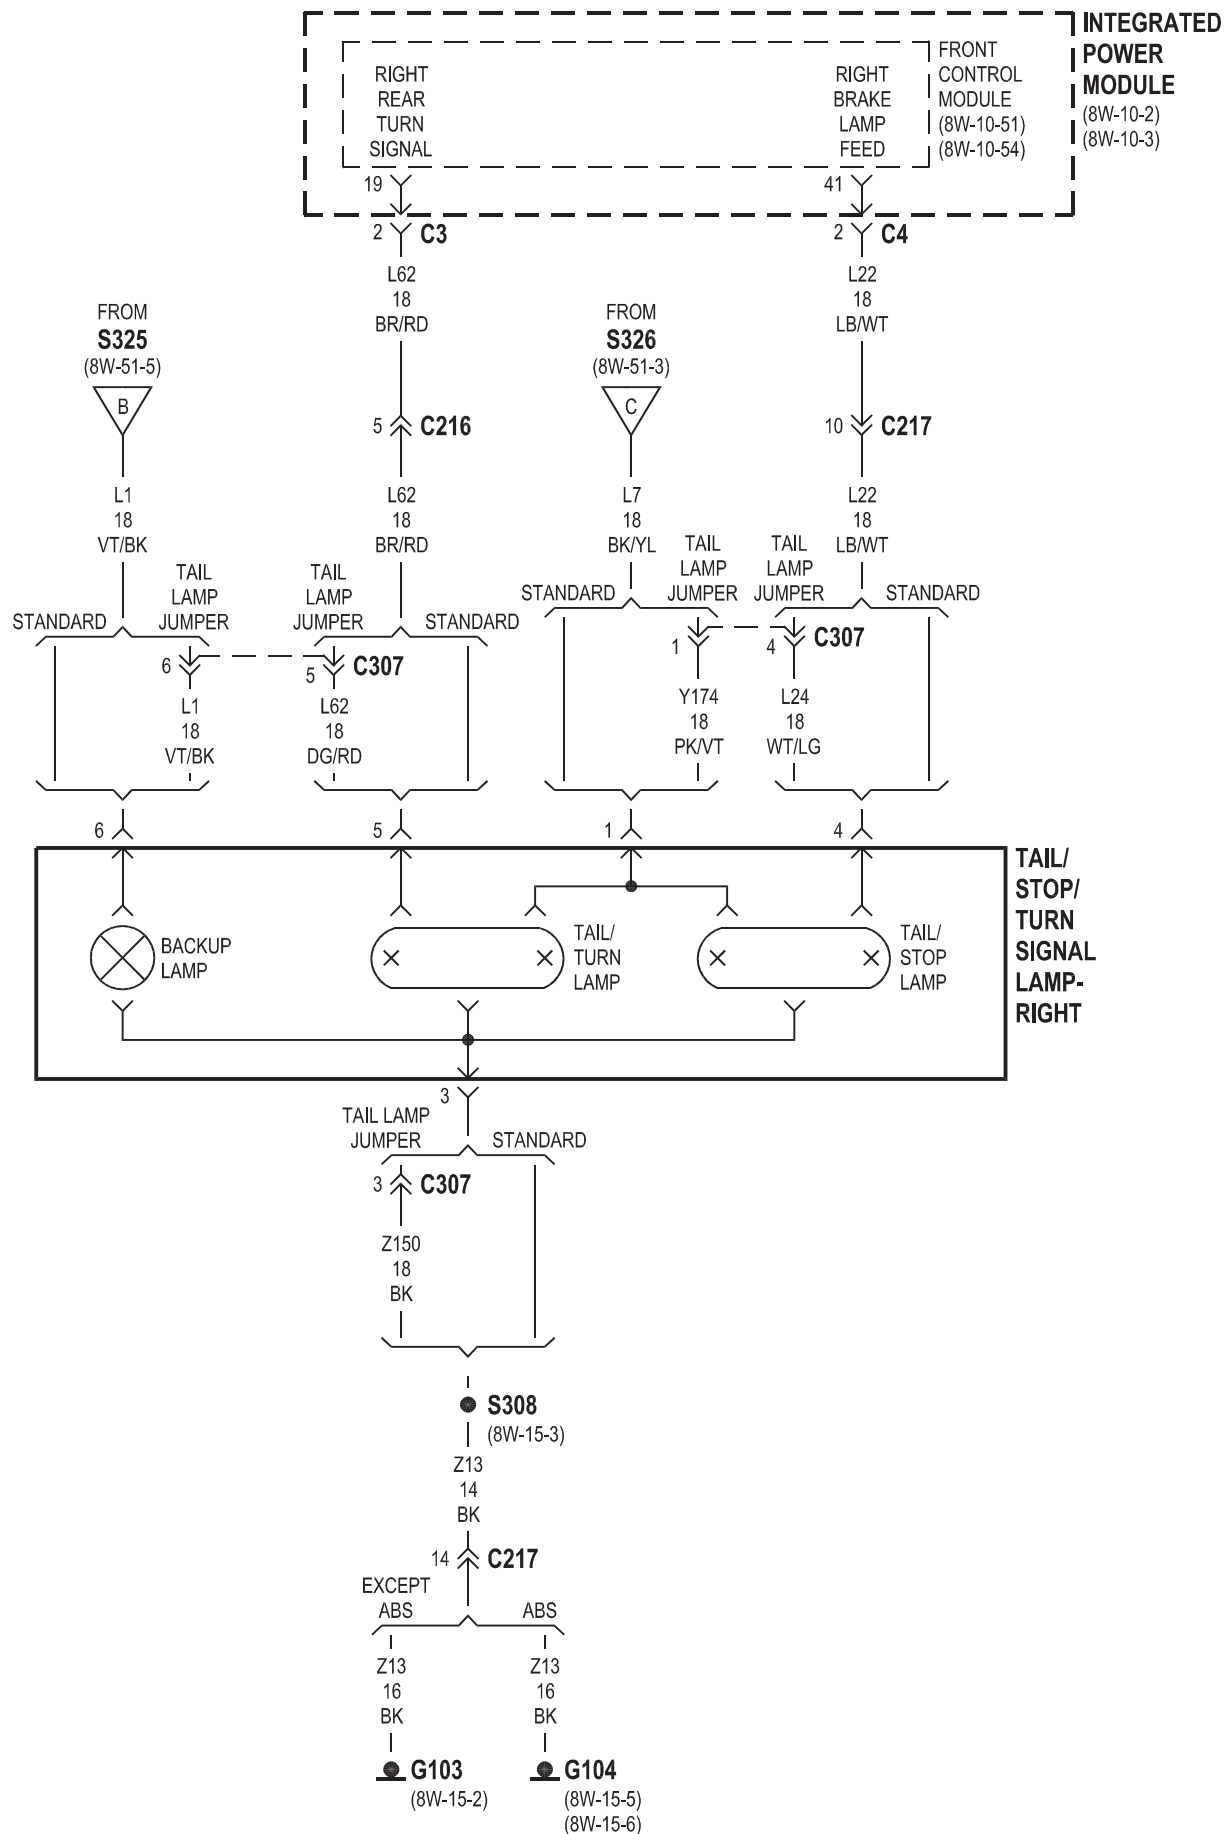 INTEGRATED
POWER
MODULE
(8W-10-2)
(8W-10-3)
FRONT
CONTROL
MODULE
(8W-10-51)
(8W-10-54)
RIGHT
REAR
TURN
SIGNAL
RIGHT
BRAKE
LAMP
FEED
19
41
2
C3
2
C4
L62
18
BR/RD
L22
18
LB/WT
FROM
S325
(8W-51-5)
B
FROM
S326
(8W-51-3)
C
5
C216
10
C217
L1
18
VT/BK
L62
18
BR/RD
L7
18
BK/YL
L22
18
LB/WT
STANDARD
TAIL
LAMP
JUMPER
TAIL
LAMP
JUMPER
STANDARD
STANDARD
TAIL
LAMP
JUMPER
TAIL
LAMP
JUMPER
STANDARD
6
5
C307
1
4
C307
L1
18
VT/BK
L62
18
DG/RD
Y174
18
PK/VT
L24
18
WT/LG
6
5
1
4
TAIL/
STOP/
TURN
SIGNAL
LAMP-
RIGHT
BACKUP
LAMP
TAIL/
TURN
LAMP
TAIL/
STOP
LAMP
3
TAIL LAMP
JUMPER
STANDARD
3
C307
Z150
18
BK
S308
(8W-15-3)
Z13
14
BK
14
C217
EXCEPT
ABS
ABS
Z13
16
BK
Z13
16
BK
G103
(8W-15-2)
G104
(8W-15-5)
(8W-15-6)